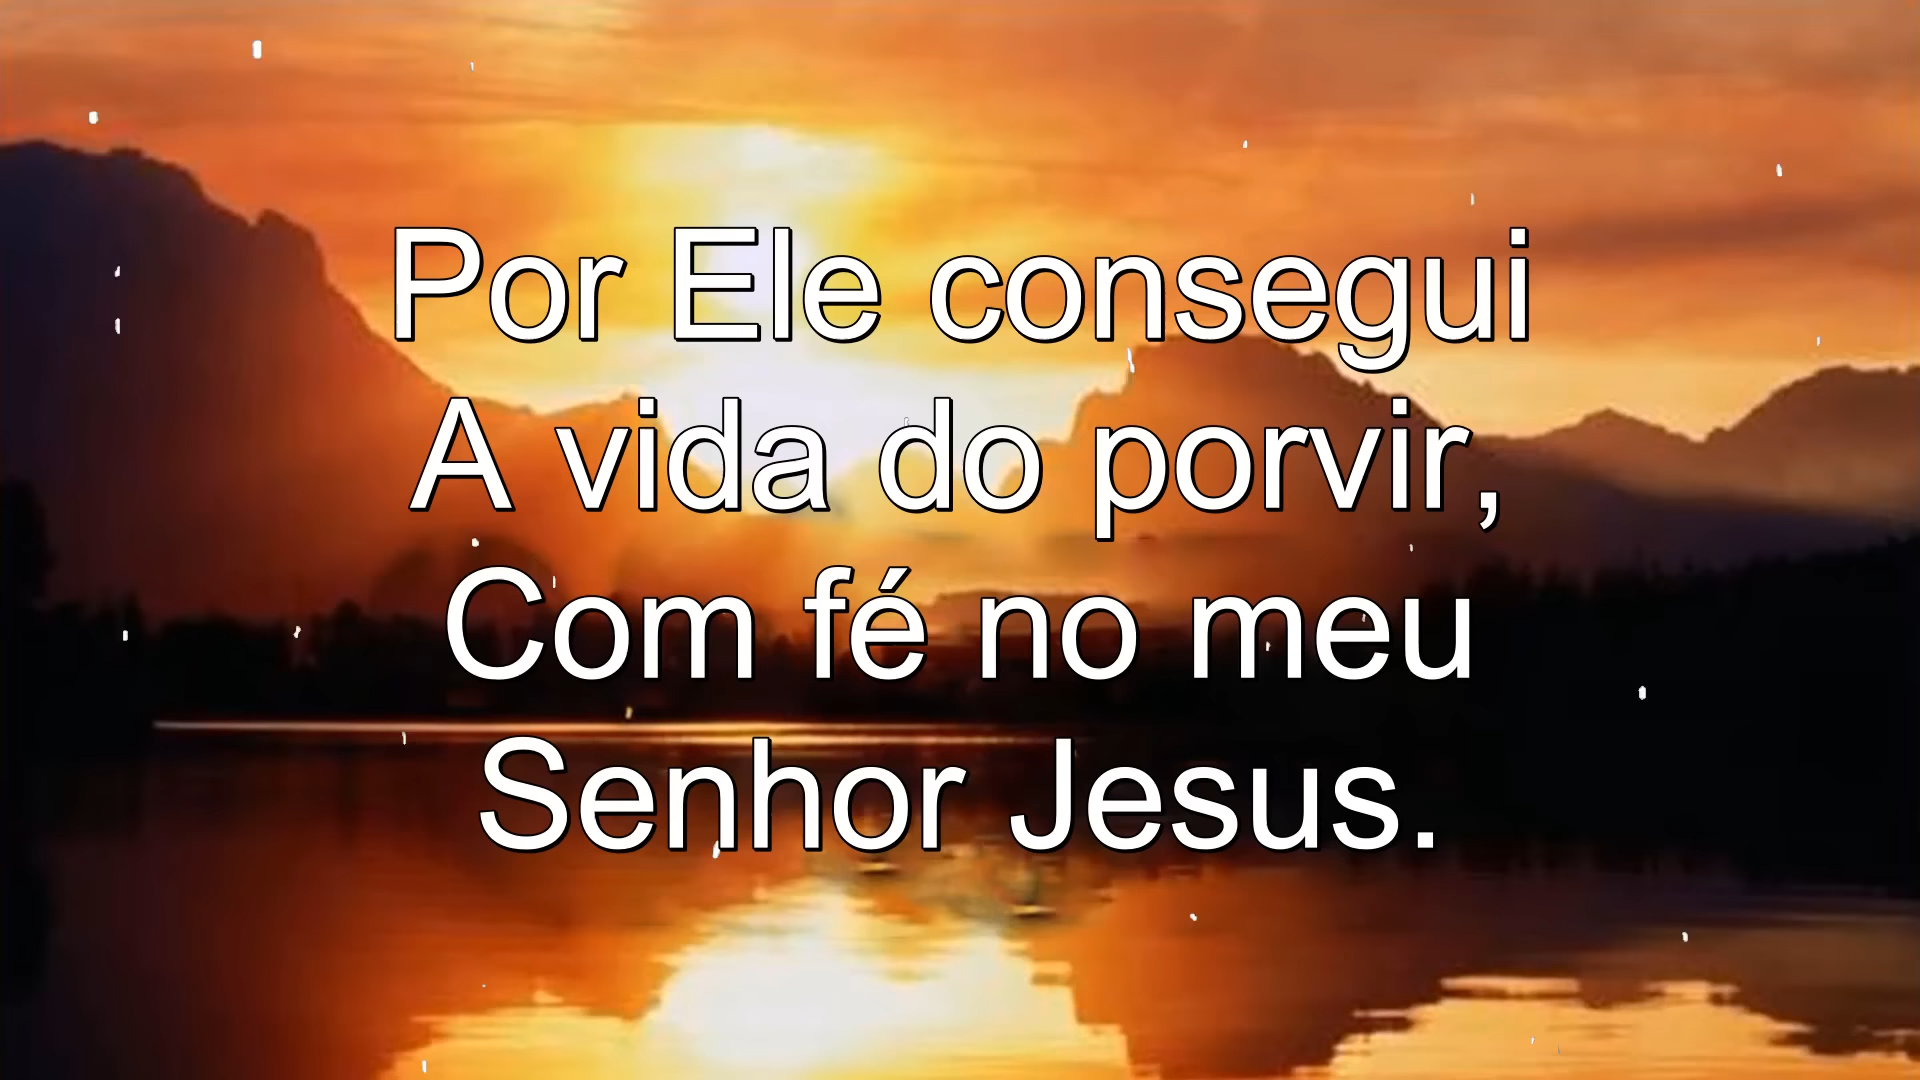 Por Ele consegui
A vida do porvir,
Com fé no meu
Senhor Jesus.